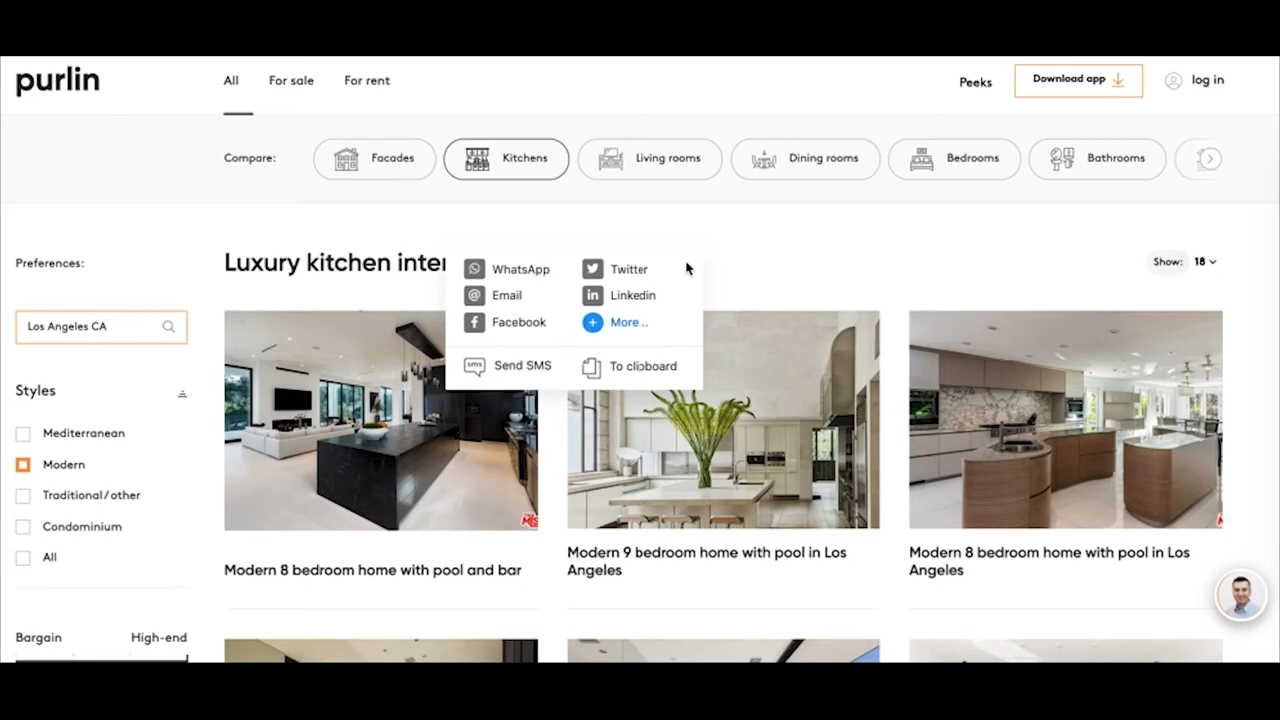 purlin
All
For sale
For rent
Peeks
Download app
log in
Compare:
Facades
Kitchens
Living rooms
Dining rooms
Bedrooms
Bathrooms
Preferences:
Luxury kitchen inter
Show: 18
WhatsApp
Twitter
Email
Linkedin
Facebook
More ..
sms Send SMS
To clipboard
Los Angeles CA
Styles
Mediterranean
Modern
Traditional/other
Condominium
All
Modern 8 bedroom home with pool and bar
Modern 9 bedroom home with pool in Los
Angeles
Modern 8 bedroom home with pool in Los
Angeles
Bargain
High-end